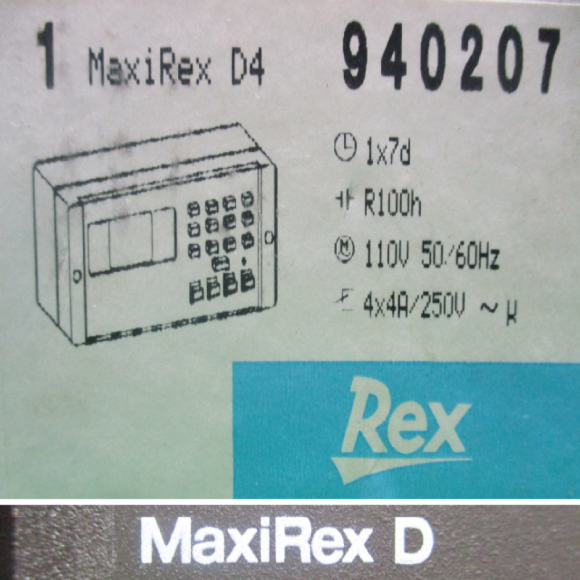 1 MaxiRex D4 940207
1x7d
R100h
110V 50/60Hz
4x4A/250V ~ µ
Rex
MaxiRex D